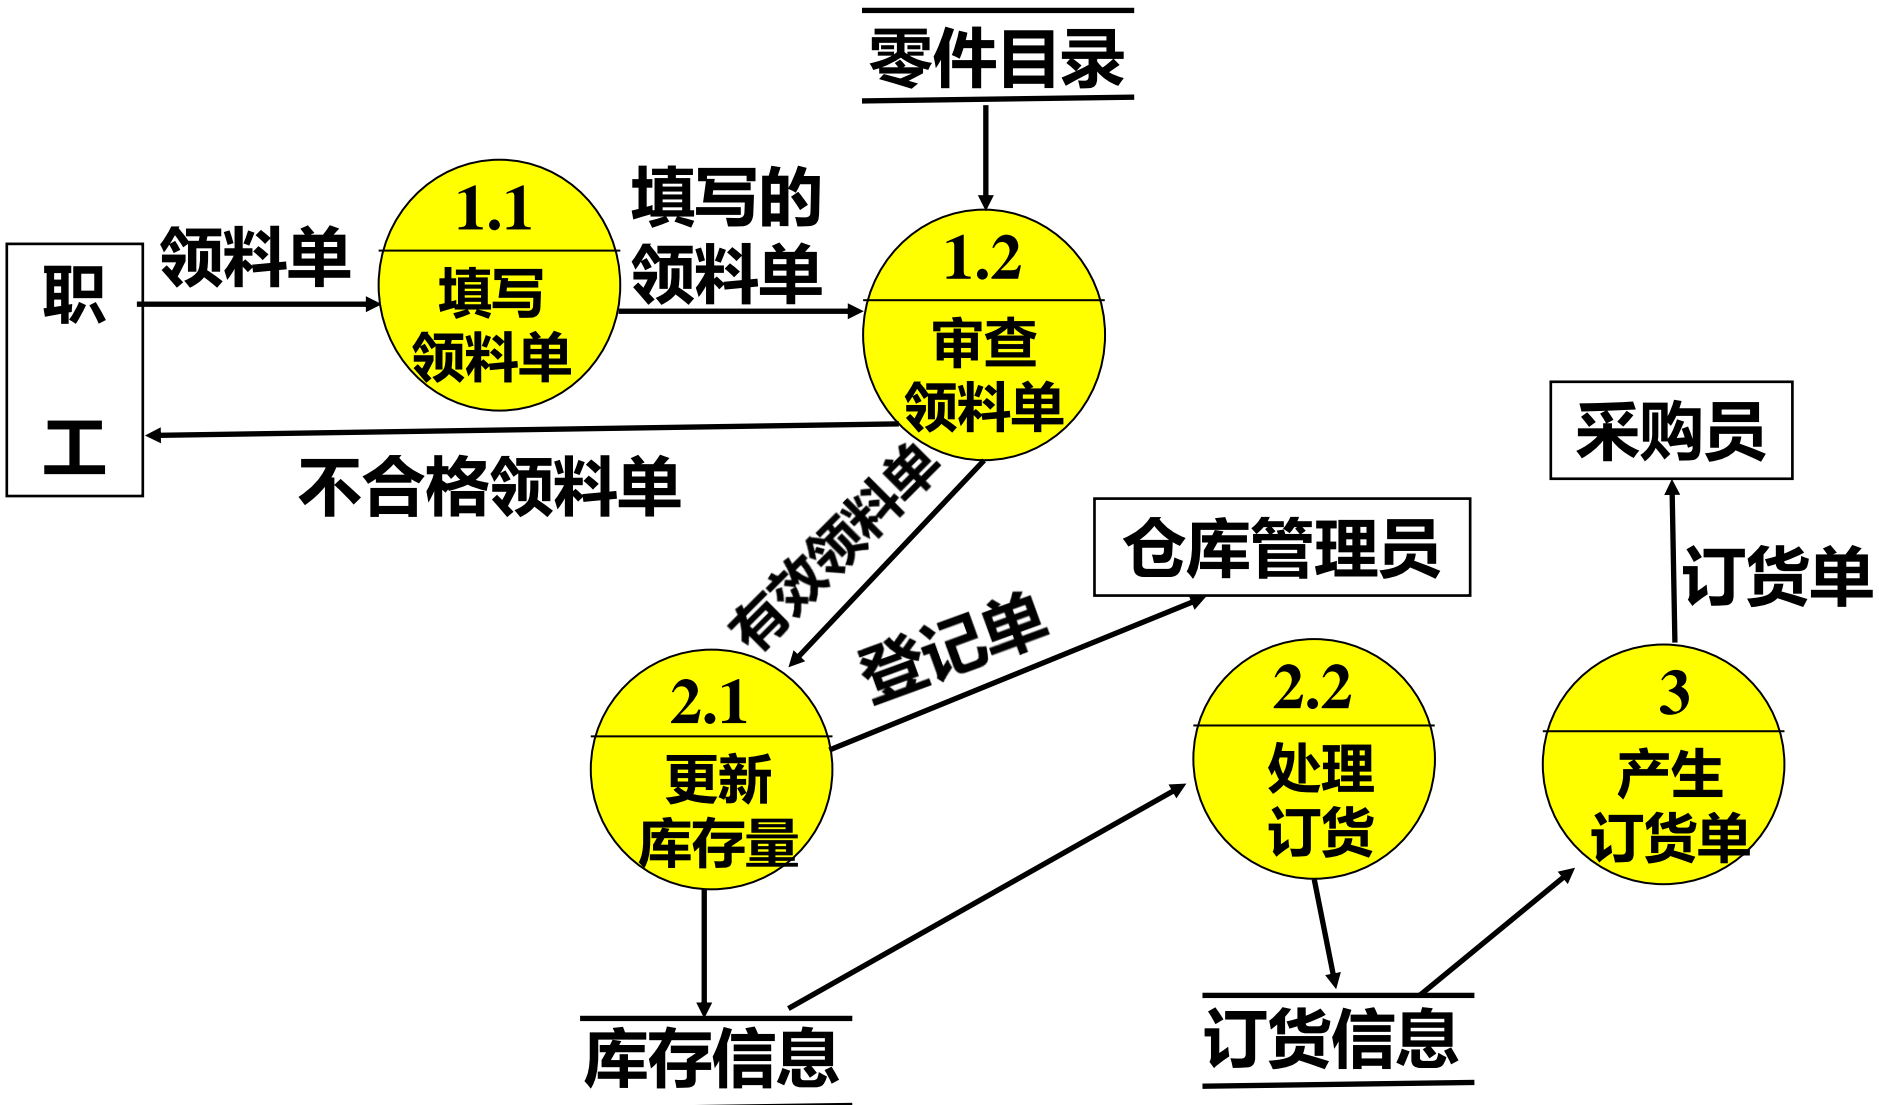 零件目录
职
工
领料单
1.1
填写
领料单
填写的
领料单
1.2
审查
领料单
不合格领料单
有效领料单
采购员
仓库管理员
订货单
登记单
2.1
更新
库存量
2.2
处理
订货
3
产生
订货单
库存信息
订货信息